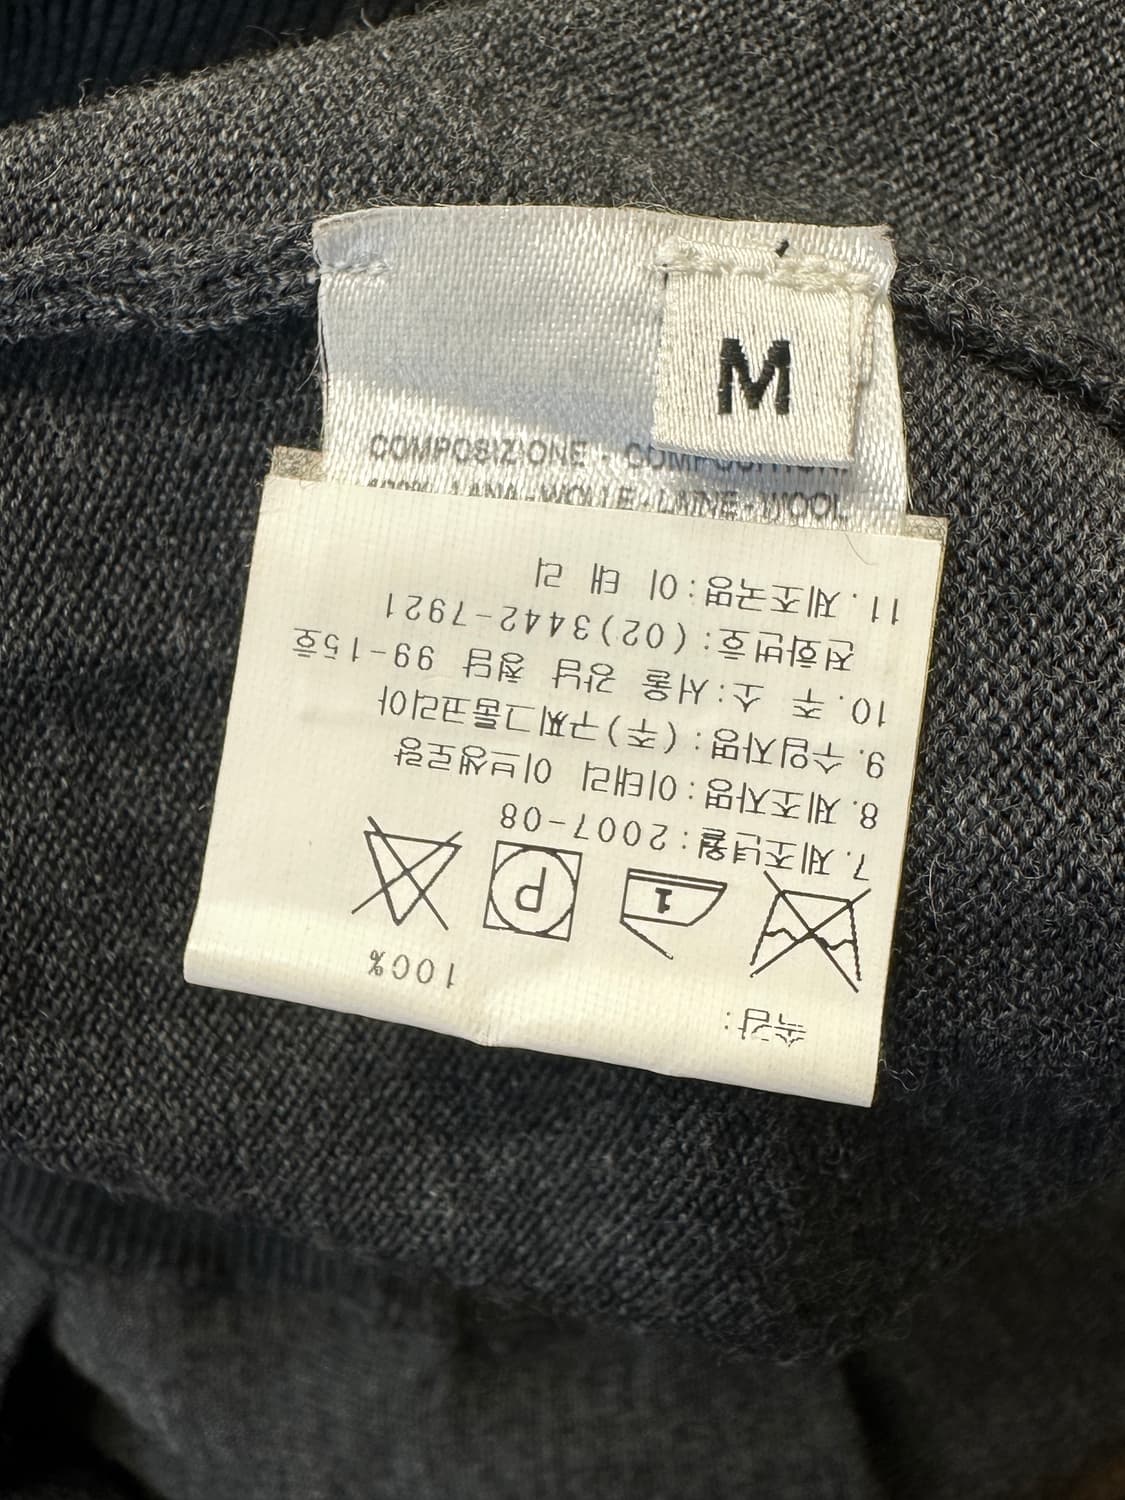 M
COMPOSIZIONE - COMPOSITION
100% LANA-WOLLE-LAINE-WOOL
속감:
100%
1 P
7. 제조년월:2007-08
8. 제조자명:이태리 이브생로랑
9. 수입자명:(주)구찌그룹코리아
10. 주 소:서울 강남 청담 99-15호
전화번호:(02)3442-7921
11. 제조국명:이 태 리